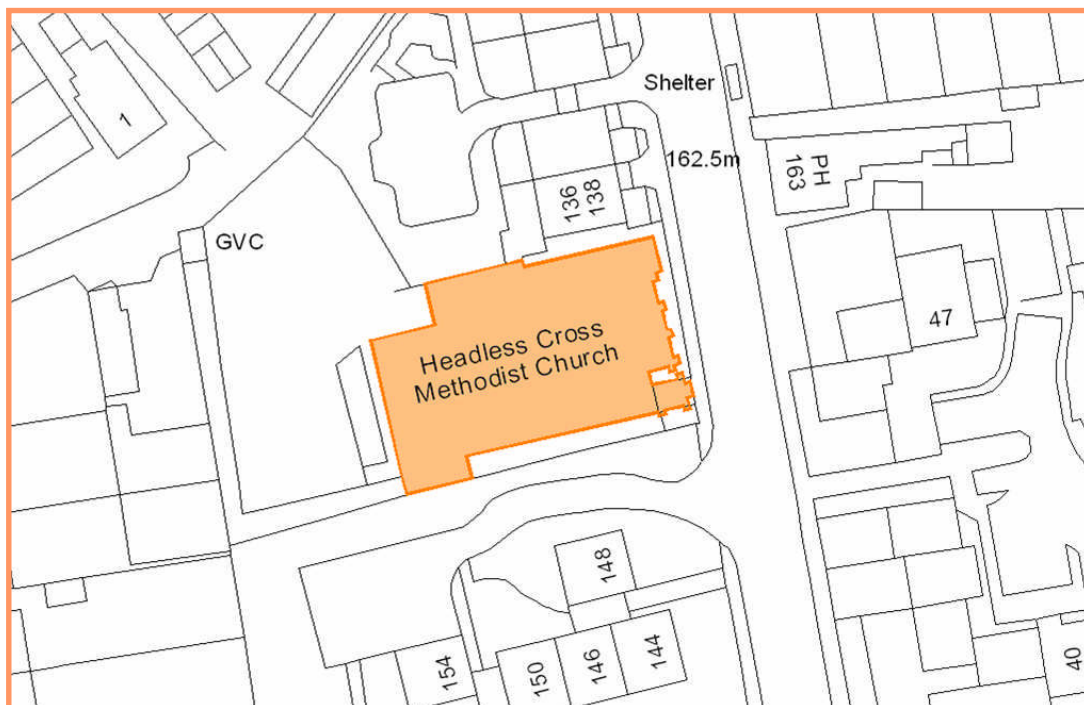 Shelter
1
162.5m
PH
163
136
138
GVC
47
Headless Cross
Methodist Church
148
154
150
146
144
40